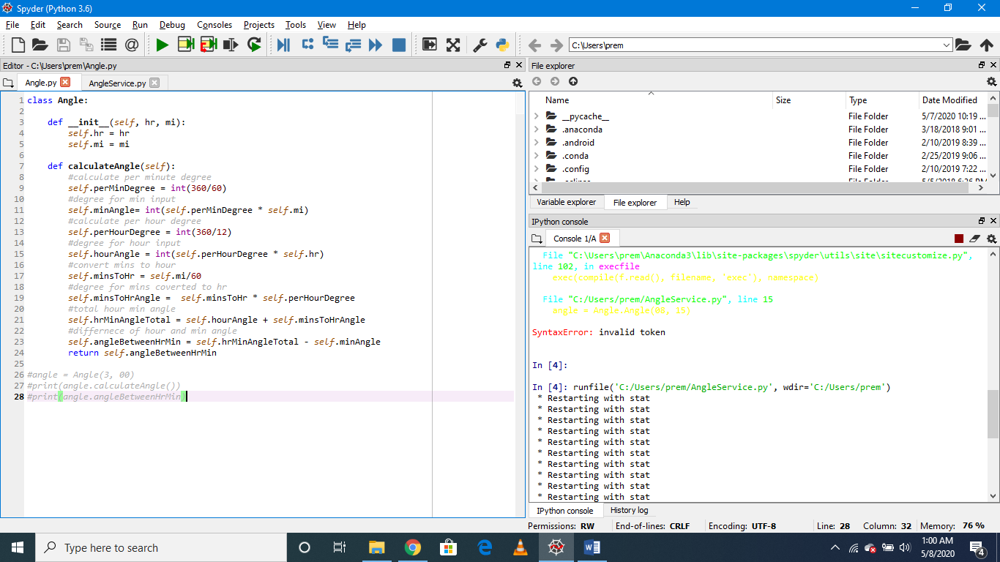 Spyder (Python 3.6)
File Edit Search Source Run Debug Consoles Projects Tools View Help
C:\Users\prem
Editor - C:\Users\prem\Angle.py
Angle.py AngleService.py
1 class Angle:
2
3 def __init__(self, hr, mi):
4 self.hr = hr
5 self.mi = mi
6
7 def calculateAngle(self):
8 #calculate per minute degree
9 self.perMinDegree = int(360/60)
10 #degree for min input
11 self.minAngle= int(self.perMinDegree * self.mi)
12 #calculate per hour degree
13 self.perHourDegree = int(360/12)
14 #degree for hour input
15 self.hourAngle = int(self.perHourDegree * self.hr)
16 #convert mins to hour
17 self.minsToHr = self.mi/60
18 #degree for mins coverted to hr
19 self.minsToHrAngle =  self.minsToHr * self.perHourDegree
20 #total hour min angle
21 self.hrMinAngleTotal = self.hourAngle + self.minsToHrAngle
22 #differnece of hour and min angle
23 self.angleBetweenHrMin = self.hrMinAngleTotal - self.minAngle
24 return self.angleBetweenHrMin
25
26 #angle = Angle(3, 00)
27 #print(angle.calculateAngle())
28 #print(angle.angleBetweenHrMin)
File explorer
Name Size Type Date Modified
__pycache__ File Folder 5/7/2020 10:19 ...
.anaconda File Folder 3/18/2018 9:01 ...
.android File Folder 2/10/2019 8:39 ...
.conda File Folder 2/25/2019 9:06 ...
.config File Folder 2/10/2019 7:22 ...
Variable explorer File explorer Help
IPython console
Console 1/A
File "C:\Users\prem\Anaconda3\lib\site-packages\spyder\utils\site\sitecustomize.py",
line 102, in execfile
exec(compile(f.read(), filename, 'exec'), namespace)
File "C:/Users/prem/AngleService.py", line 15
angle = Angle.Angle(08, 15)
SyntaxError: invalid token
In [4]:
In [4]: runfile('C:/Users/prem/AngleService.py', wdir='C:/Users/prem')
* Restarting with stat
* Restarting with stat
* Restarting with stat
* Restarting with stat
* Restarting with stat
* Restarting with stat
* Restarting with stat
* Restarting with stat
* Restarting with stat
* Restarting with stat
IPython console History log
Permissions: RW End-of-lines: CRLF Encoding: UTF-8 Line: 28 Column: 32 Memory: 76 %
Type here to search
1:00 AM
5/8/2020
4